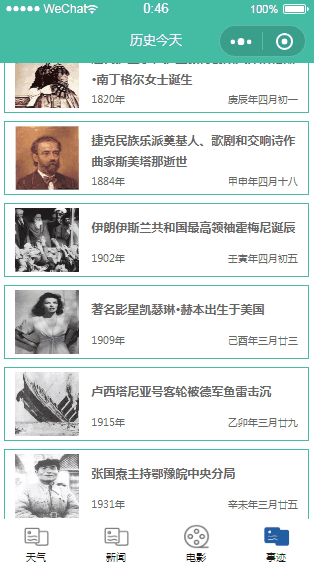 WeChat
0:46
100%
历史今天
•南丁格尔女士诞生
1820年
庚辰年四月初一
捷克民族乐派奠基人、歌剧和交响诗作
曲家斯美塔那逝世
1884年
甲申年四月十八
伊朗伊斯兰共和国最高领袖霍梅尼诞辰
1902年
壬寅年四月初五
著名影星凯瑟琳•赫本出生于美国
1909年
己酉年三月廿三
卢西塔尼亚号客轮被德军鱼雷击沉
1915年
乙卯年三月廿九
张国焘主持鄂豫皖中央分局
1931年
辛未年三月廿五
天气
新闻
电影
事迹